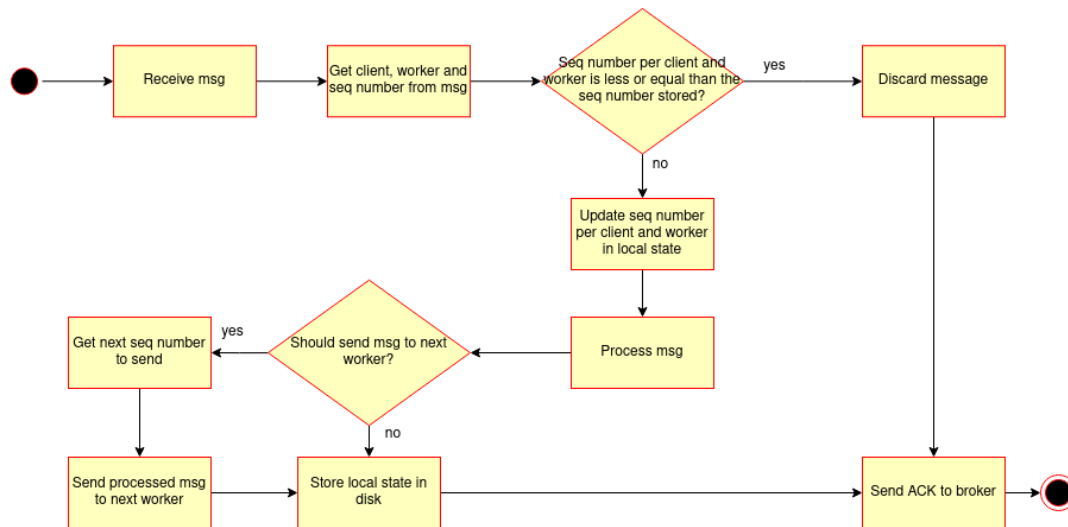 Receive msg
Get client, worker and
seq number from msg
Seq number per client and
worker is less or equal than the
seq number stored?
yes
Discard message
no
Update seq number
per client and worker
in local state
Get next seq number
to send
yes
Should send msg to next
worker?
Process msg
no
Send processed msg
to next worker
Store local state in
disk
Send ACK to broker